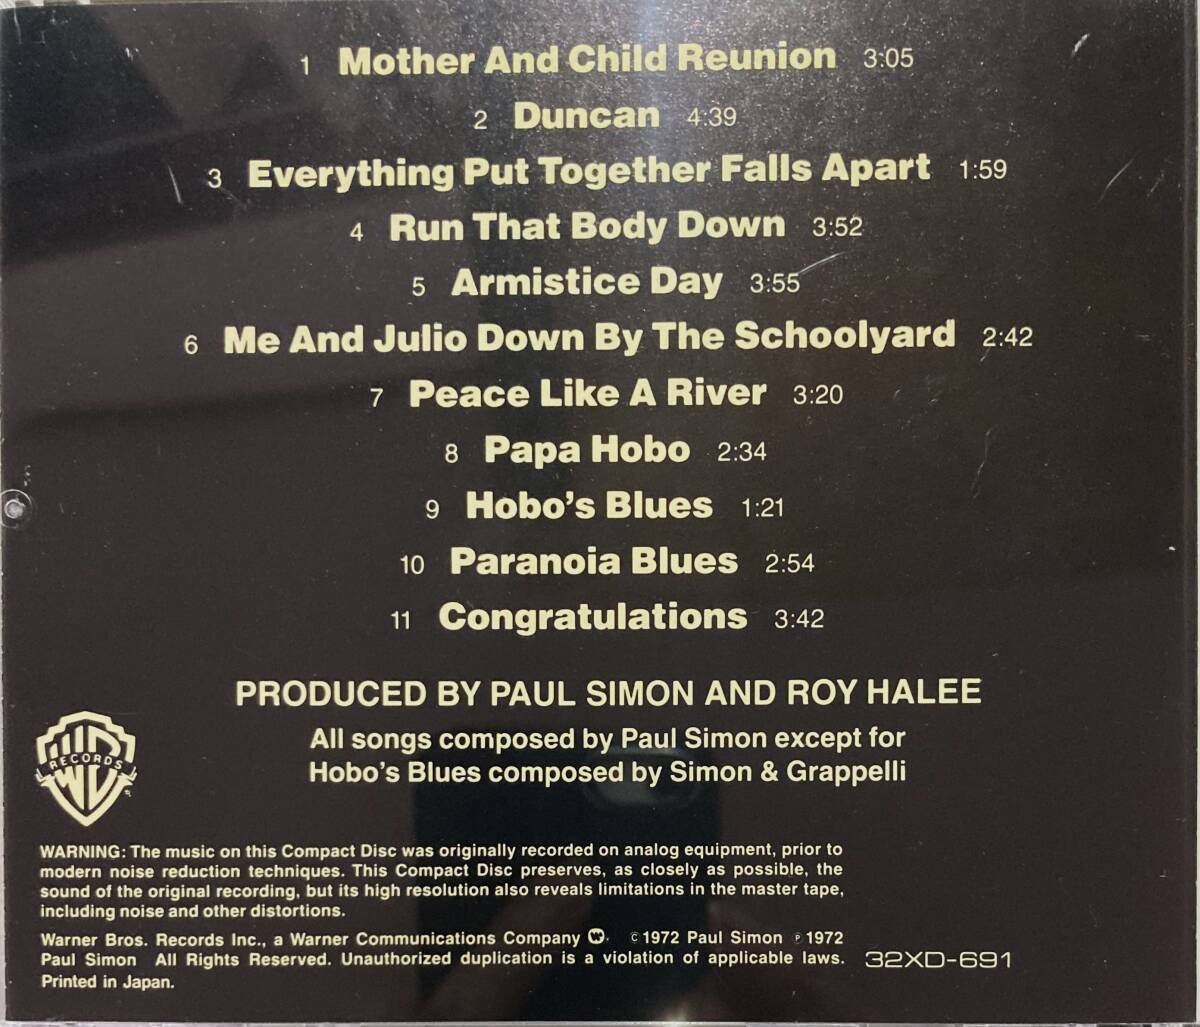 1 Mother And Child Reunion 3:05
2 Duncan 4:39
3 Everything Put Together Falls Apart 1:59
4 Run That Body Down 3:52
5 Armistice Day 3:55
6 Me And Julio Down By The Schoolyard 2:42
7 Peace Like A River 3:20
8 Papa Hobo 2:34
9 Hobo's Blues 1:21
10 Paranoia Blues 2:54
11 Congratulations 3:42
PRODUCED BY PAUL SIMON AND ROY HALEE
All songs composed by Paul Simon except for
Hobo's Blues composed by Simon & Grappelli
WB
RECORDS
WARNING: The music on this Compact Disc was originally recorded on analog equipment, prior to
modern noise reduction techniques. This Compact Disc preserves, as closely as possible, the
sound of the original recording, but its high resolution also reveals limitations in the master tape,
including noise and other distortions.
Warner Bros. Records Inc., a Warner Communications Company ©1972 Paul Simon ℗1972
Paul Simon All Rights Reserved. Unauthorized duplication is a violation of applicable laws.
Printed in Japan.
32XD-691